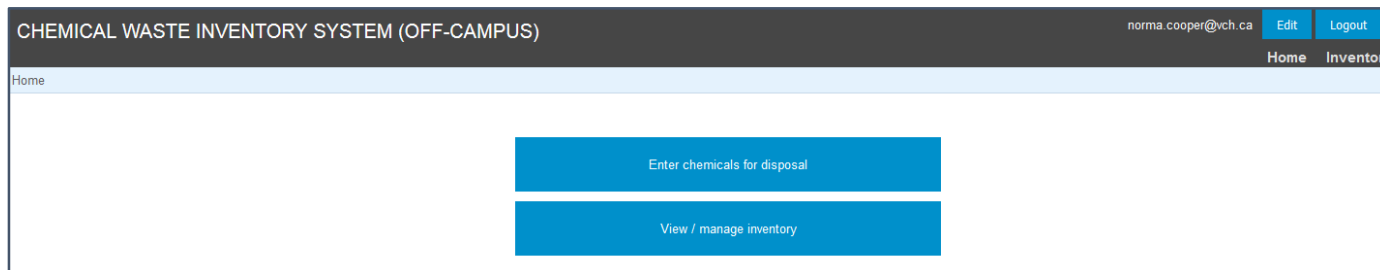 CHEMICAL WASTE INVENTORY SYSTEM (OFF-CAMPUS)
norma.cooper@vch.ca Edit Logout
Home Invento
Home
Enter chemicals for disposal
View / manage inventory